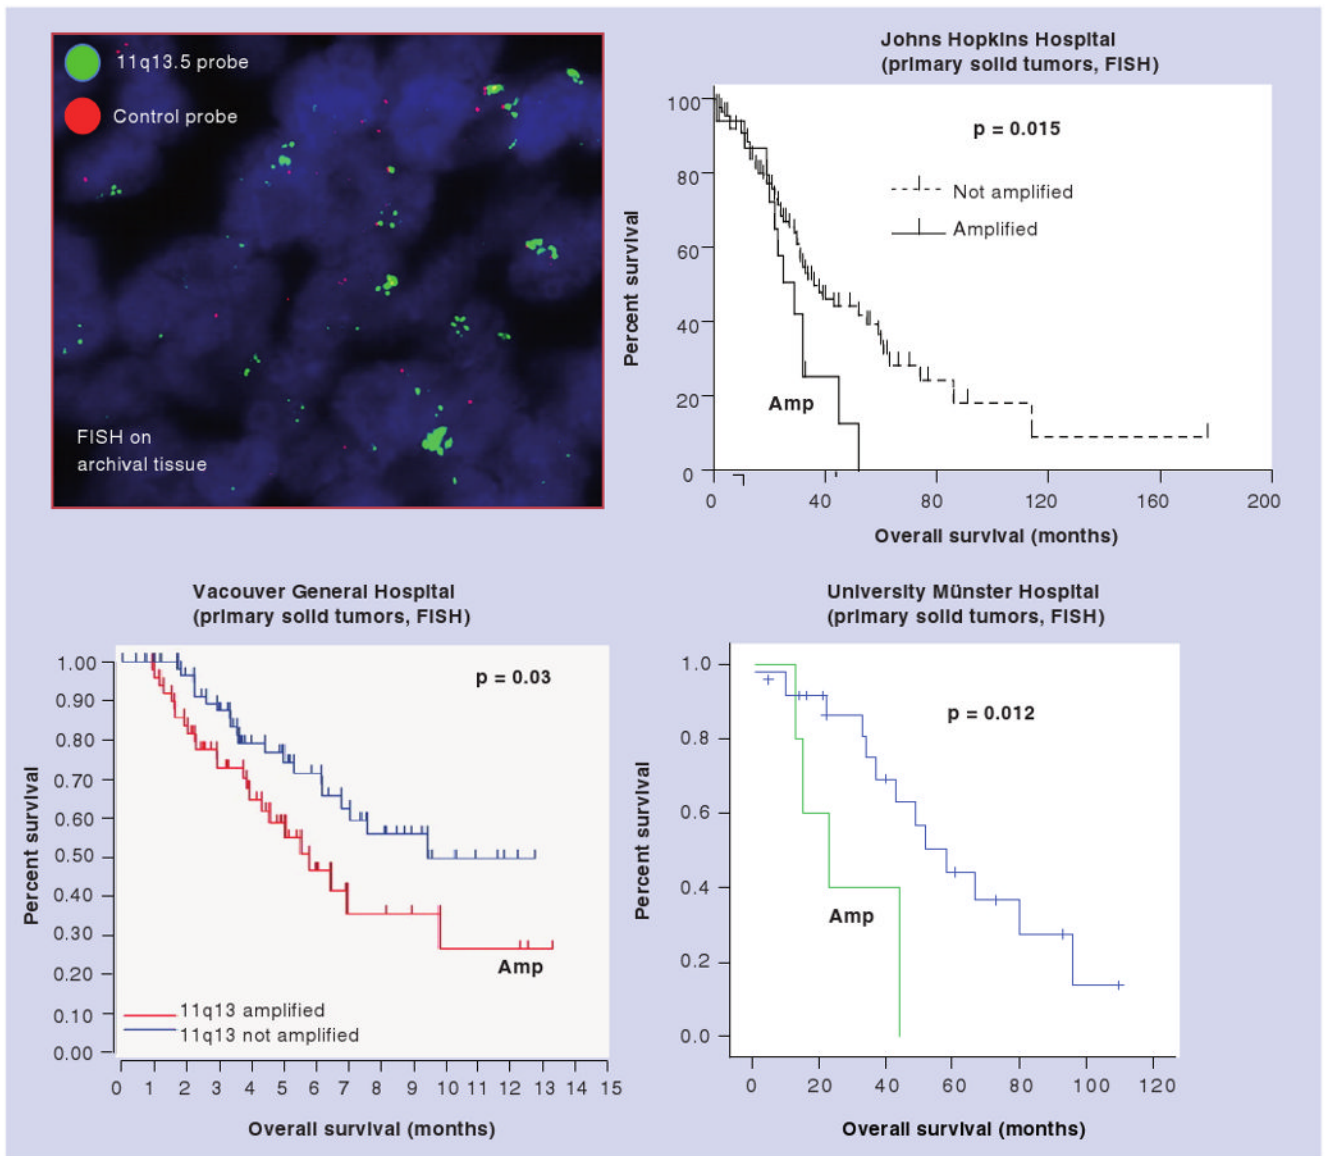 11q13.5 probe
Control probe
FISH on
archival tissue
Johns Hopkins Hospital
(primary solid tumors, FISH)
Percent survival
100
80
60
40
20
0
p = 0.015
Not amplified
Amplified
Amp
0 40 80 120 160 200
Overall survival (months)
Vacouver General Hospital
(primary solid tumors, FISH)
Percent survival
1.00
0.90
0.80
0.70
0.60
0.50
0.40
0.30
0.20
0.10
0.00
p = 0.03
Amp
11q13 amplified
11q13 not amplified
0 1 2 3 4 5 6 7 8 9 10 11 12 13 14 15
Overall survival (months)
University Münster Hospital
(primary solid tumors, FISH)
Percent survival
1.0
0.8
0.6
0.4
0.2
0.0
p = 0.012
Amp
0 20 40 60 80 100 120
Overall survival (months)